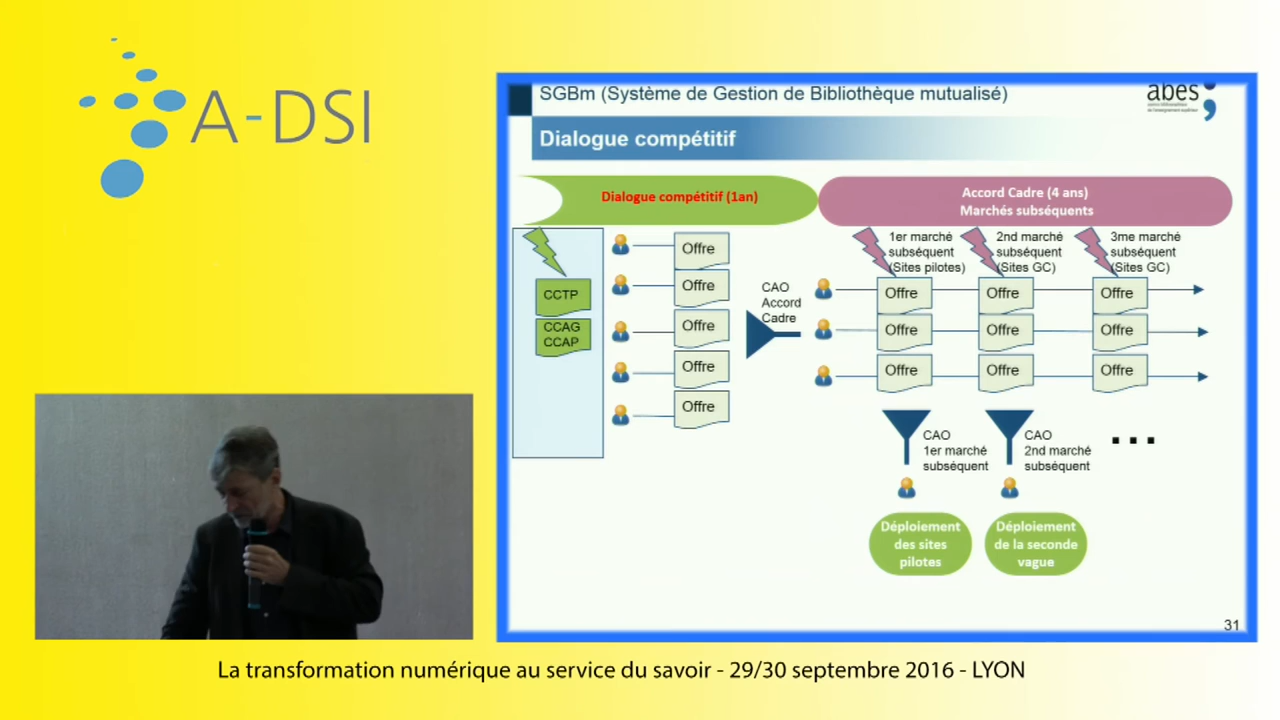 A-DSI
SGBm (Système de Gestion de Bibliothèque mutualisé)
abes
Dialogue compétitif
Dialogue compétitif (1an)
Accord Cadre (4 ans)
Marchés subséquents
1er marché
subséquent
(Sites pilotes)
2nd marché
subséquent
(Sites GC)
3me marché
subséquent
(Sites GC)
CCTP
CCAG
CCAP
Offre
Offre
Offre
Offre
Offre
CAO
Accord
Cadre
Offre
Offre
Offre
Offre
Offre
Offre
Offre
Offre
Offre
CAO
1er marché
subséquent
CAO
2nd marché
subséquent
...
Déploiement
des sites
pilotes
Déploiement
de la seconde
vague
31
La transformation numérique au service du savoir - 29/30 septembre 2016 - LYON